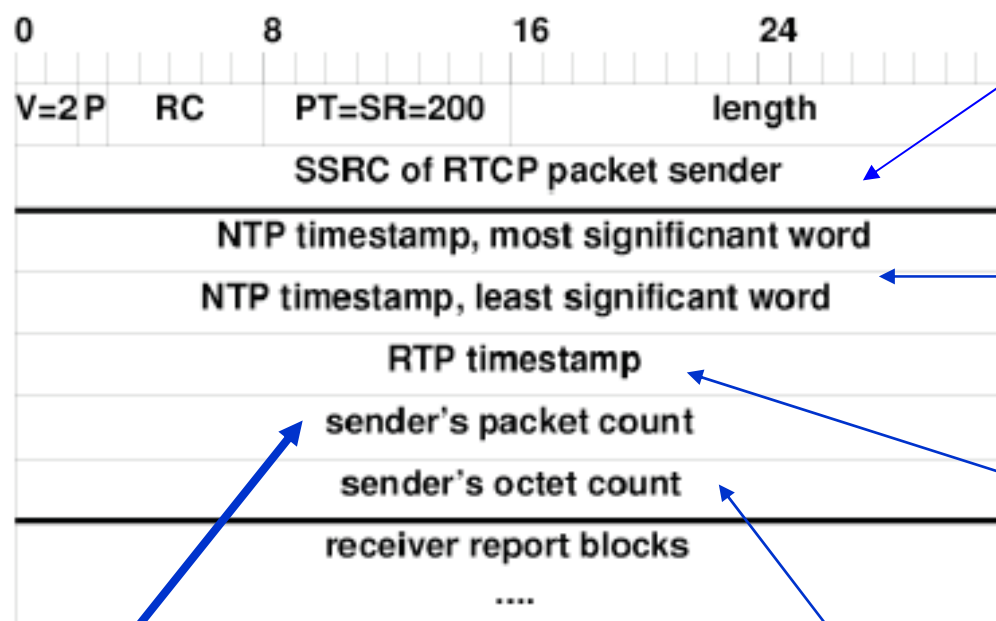 0 8 16 24
V=2 P RC PT=SR=200 length
SSRC of RTCP packet sender
NTP timestamp, most significnant word
NTP timestamp, least significant word
RTP timestamp
sender's packet count
sender's octet count
receiver report blocks
....